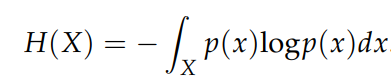 H(X) = − ∫_X p(x)logp(x)dx